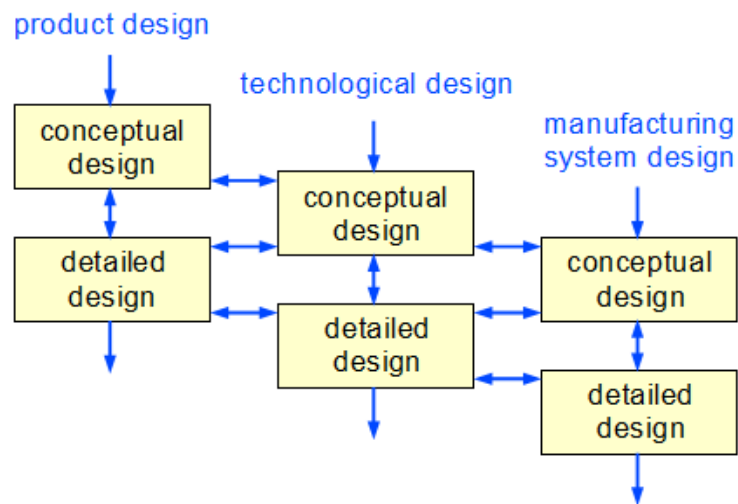 product design
conceptual
design
detailed
design
technological design
conceptual
design
detailed
design
manufacturing
system design
conceptual
design
detailed
design